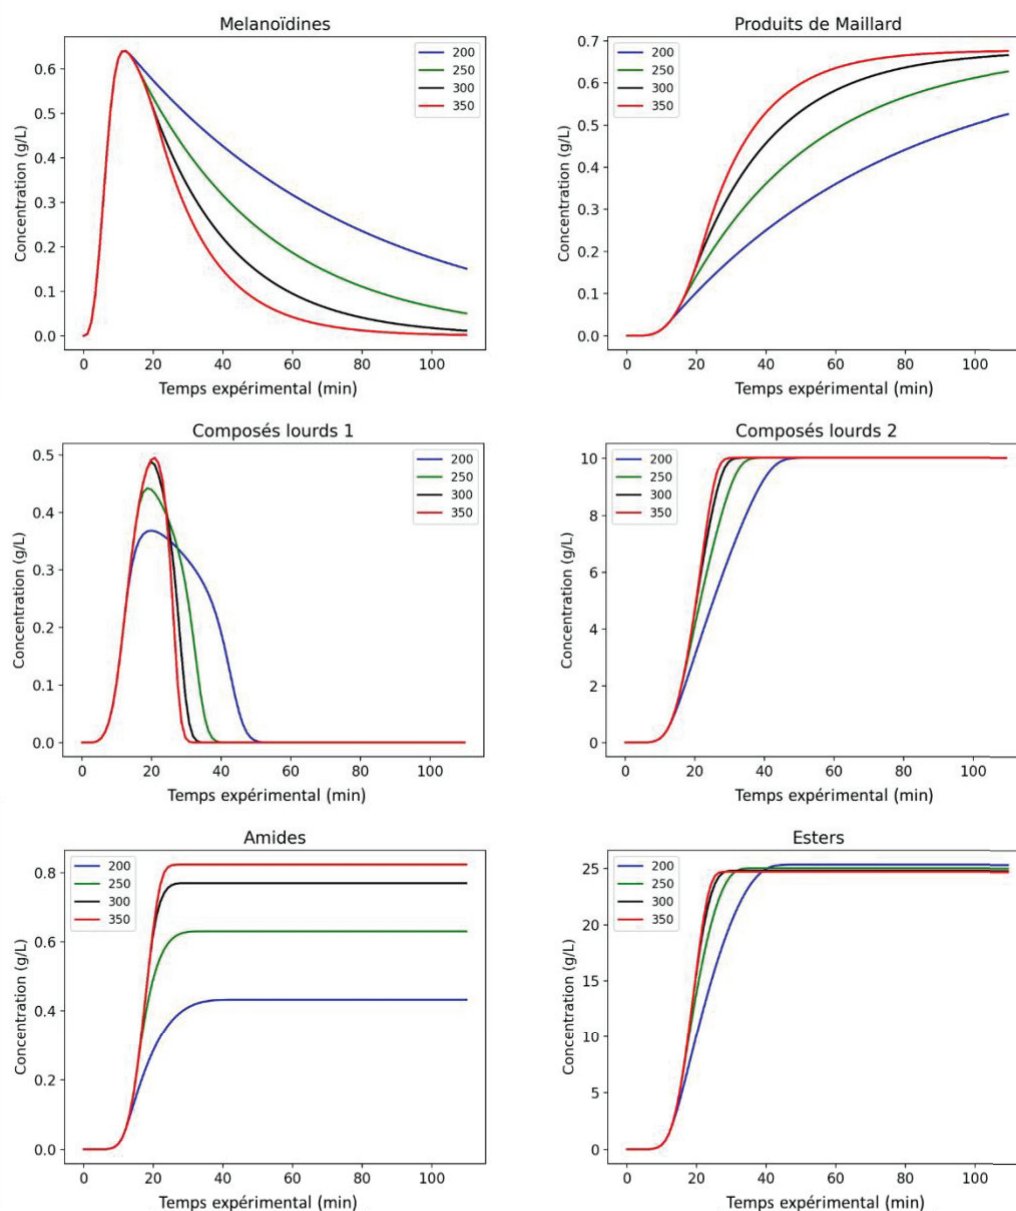 Melanoïdines
Concentration (g/L)
0.6
0.5
0.4
0.3
0.2
0.1
0.0
200
250
300
350
0 20 40 60 80 100
Temps expérimental (min)
Produits de Maillard
Concentration (g/L)
0.7
0.6
0.5
0.4
0.3
0.2
0.1
0.0
200
250
300
350
0 20 40 60 80 100
Temps expérimental (min)
Composés lourds 1
Concentration (g/L)
0.5
0.4
0.3
0.2
0.1
0.0
200
250
300
350
0 20 40 60 80 100
Temps expérimental (min)
Composés lourds 2
Concentration (g/L)
10
8
6
4
2
0
200
250
300
350
0 20 40 60 80 100
Temps expérimental (min)
Amides
Concentration (g/L)
0.8
0.6
0.4
0.2
0.0
200
250
300
350
0 20 40 60 80 100
Temps expérimental (min)
Esters
Concentration (g/L)
25
20
15
10
5
0
200
250
300
350
0 20 40 60 80 100
Temps expérimental (min)